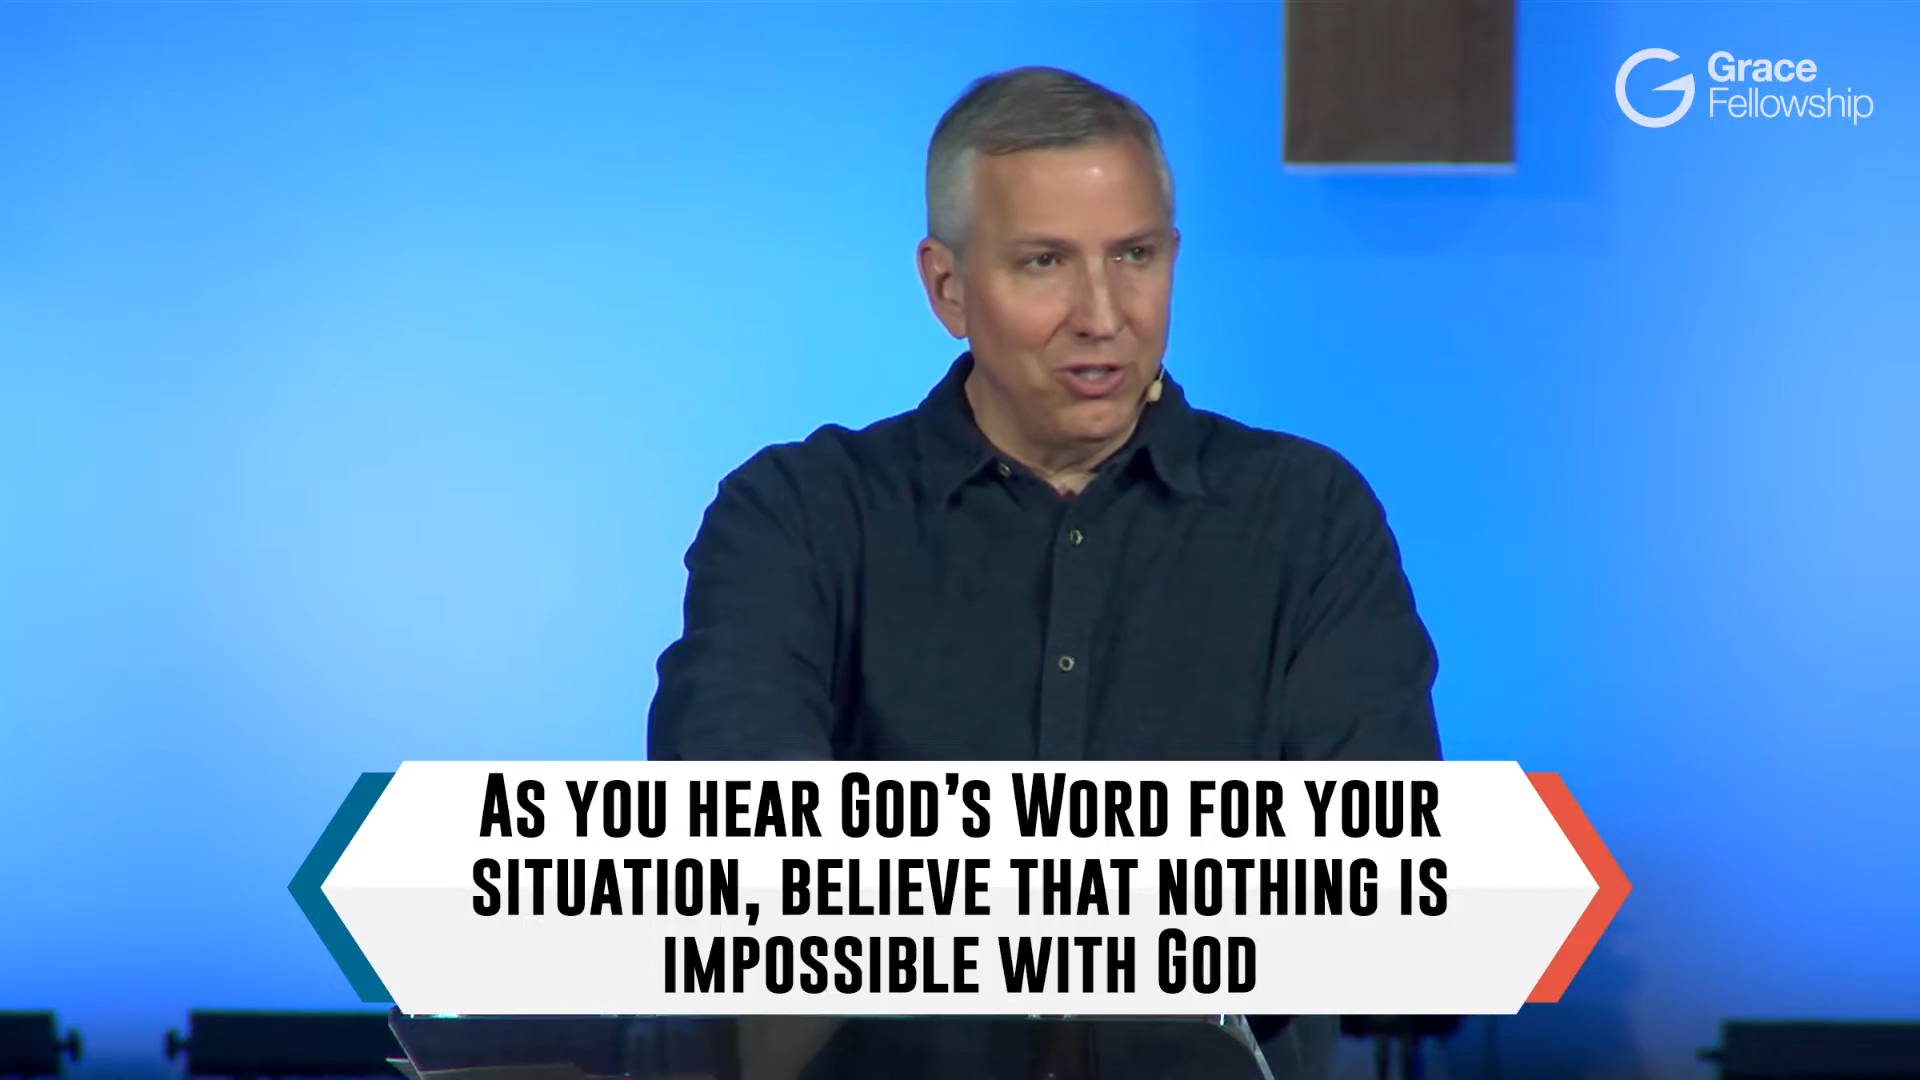 Grace
Fellowship
As you hear God's Word for your
situation, believe that nothing is
impossible with God